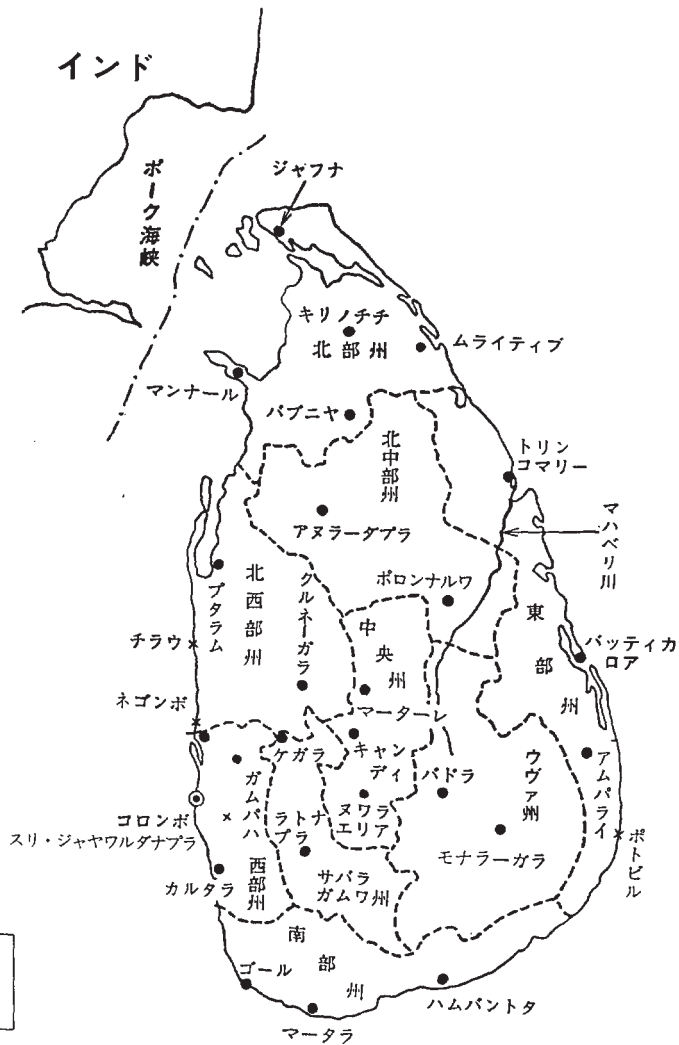 インド
ポーク海峡
ジャフナ
キリノチチ
北部州
ムライティブ
マンナール
バブニヤ
北中部州
トリン
コマリー
アヌラーダプラ
マハベリ川
プタラム
北西部州
クルネーガラ
ポロンナルワ
中央州
東部州
チラウ
バッティカ
ロア
ネゴンボ
マーターレ
ケガラ
キャン
ディ
バドラ
ウヴァ州
アムパライ
ガムパハ
ヌワラ
エリア
コロンボ
スリ・ジャヤワルダナプラ
ラトナ
プラ
モナラーガラ
ポトビル
カルタラ
西部州
サバラ
ガムワ州
南部州
ゴール
ハムバントタ
マータラ